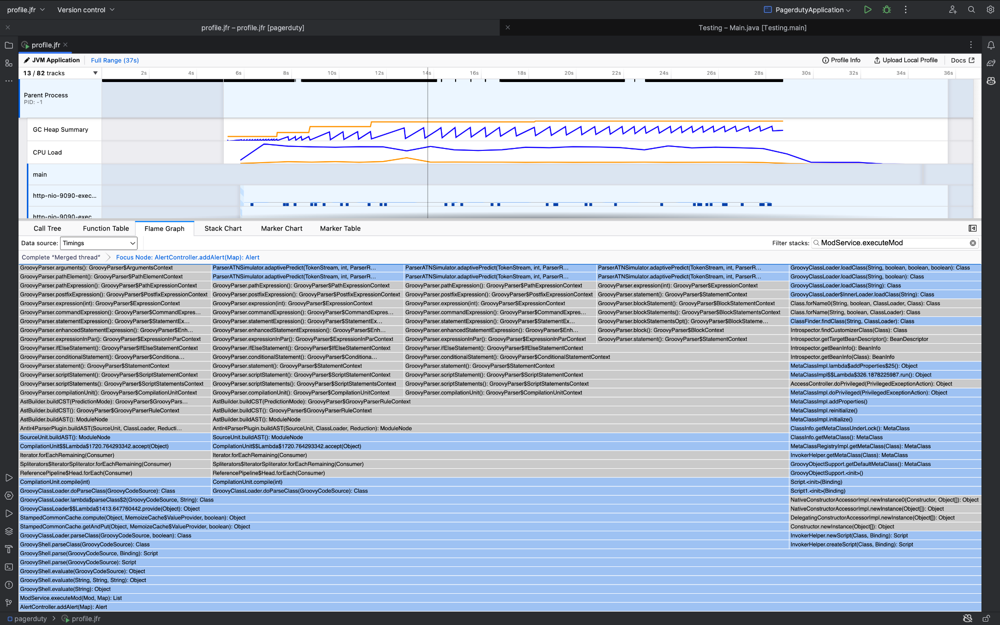 profile.jfr Version control PagerdutyApplication
profile.jfr – profile.jfr [pagerduty] Testing – Main.java [Testing.main]
profile.jfr
JVM Application Full Range (37s) Profile Info Upload Local Profile Docs
13 / 82 tracks 2s 4s 6s 8s 10s 12s 14s 16s 18s 20s 22s 24s 26s 28s 30s 32s 34s 36s
Parent Process
PID: -1
GC Heap Summary
CPU Load
main
http-nio-9090-exec...
http-nio-9090-exec
Call Tree Function Table Flame Graph Stack Chart Marker Chart Marker Table
Data source: Timings Filter stacks: ModService.executeMod
Complete “Merged thread” Focus Node: AlertController.addAlert(Map): Alert
GroovyParser.arguments(): GroovyParser$ArgumentsContext ParserATNSimulator.adaptivePredict(TokenStream, int, ParserR... ParserATNSimulator.adaptivePredict(TokenStream, int, ParserR... ParserATNSimulator.adaptivePredict(TokenStream, int, ParserR... GroovyClassLoader.loadClass(String, boolean, boolean, boolean): Class
GroovyParser.pathElement(): GroovyParser$PathElementContext ParserATNSimulator.adaptivePredict(TokenStream, int, ParserR... ParserATNSimulator.adaptivePredict(TokenStream, int, ParserR... ParserATNSimulator.adaptivePredict(TokenStream, int, ParserR... GroovyClassLoader.loadClass(String, boolean): Class
GroovyParser.pathExpression(): GroovyParser$PathExpressionContext GroovyParser.pathExpression(): GroovyParser$PathExpressionContext GroovyParser.pathExpression(): GroovyParser$PathExpressionContext GroovyParser.expression(int): GroovyParser$ExpressionContext GroovyClassLoader.loadClass(String): Class
GroovyParser.postfixExpression(): GroovyParser$PostfixExpressionContext GroovyParser.postfixExpression(): GroovyParser$PostfixExpressionContext GroovyParser.postfixExpression(): GroovyParser$PostfixExpressionContext GroovyParser.statement(): GroovyParser$StatementContext GroovyClassLoader$InnerLoader.loadClass(String): Class
GroovyParser.expression(int): GroovyParser$ExpressionContext GroovyParser.expression(int): GroovyParser$ExpressionContext GroovyParser.expression(int): GroovyParser$ExpressionContext GroovyParser.blockStatement(): GroovyParser$BlockStatementContext Class.forName0(String, boolean, ClassLoader, Class): Class
GroovyParser.commandExpression(): GroovyParser$CommandExpres... GroovyParser.commandExpression(): GroovyParser$CommandExpres... GroovyParser.commandExpression(): GroovyParser$CommandExpres... GroovyParser.blockStatements(): GroovyParser$BlockStatementsContext Class.forName(String, boolean, ClassLoader): Class
GroovyParser.statementExpression(): GroovyParser$StatementEx... GroovyParser.statementExpression(): GroovyParser$StatementEx... GroovyParser.statementExpression(): GroovyParser$StatementEx... GroovyParser.blockStatementsOpt(): GroovyParser$BlockStateme... ClassFinder.findClass(String, ClassLoader): Class
GroovyParser.enhancedStatementExpression(): GroovyParser$Enh... GroovyParser.enhancedStatementExpression(): GroovyParser$Enh... GroovyParser.enhancedStatementExpression(): GroovyParser$Enh... GroovyParser.block(): GroovyParser$BlockContext Introspector.findCustomizerClass(Class): Class
GroovyParser.expressionInPar(): GroovyParser$ExpressionInParContext GroovyParser.expressionInPar(): GroovyParser$ExpressionInParContext GroovyParser.expressionInPar(): GroovyParser$ExpressionInParContext GroovyParser.statement(): GroovyParser$StatementContext Introspector.getTargetBeanDescriptor(): BeanDescriptor
GroovyParser.ifElseStatement(): GroovyParser$IfElseStatementContext GroovyParser.ifElseStatement(): GroovyParser$IfElseStatementContext GroovyParser.ifElseStatement(): GroovyParser$IfElseStatementContext Introspector.getBeanInfo(): BeanInfo
GroovyParser.conditionalStatement(): GroovyParser$Conditiona... GroovyParser.conditionalStatement(): GroovyParser$Conditiona... GroovyParser.conditionalStatement(): GroovyParser$ConditionalStatementContext Introspector.getBeanInfo(Class): BeanInfo
GroovyParser.statement(): GroovyParser$StatementContext GroovyParser.statement(): GroovyParser$StatementContext GroovyParser.statement(): GroovyParser$StatementContext MetaClassImpl.lambda$addProperties$25(): Object
GroovyParser.scriptStatement(): GroovyParser$ScriptStatementContext GroovyParser.scriptStatement(): GroovyParser$ScriptStatementContext GroovyParser.scriptStatement(): GroovyParser$ScriptStatementContext MetaClassImpl$$Lambda$326.1878225987.run(): Object
GroovyParser.scriptStatements(): GroovyParser$ScriptStatementsContext GroovyParser.scriptStatements(): GroovyParser$ScriptStatementsContext GroovyParser.scriptStatements(): GroovyParser$ScriptStatementsContext AccessController.doPrivileged(PrivilegedExceptionAction): Object
GroovyParser.compilationUnit(): GroovyParser$CompilationUnitContext GroovyParser.compilationUnit(): GroovyParser$CompilationUnitContext GroovyParser.compilationUnit(): GroovyParser$CompilationUnitContext MetaClassImpl.doPrivileged(PrivilegedExceptionAction): Object
AstBuilder.buildCST(PredictionMode): GroovyParser$GroovyPars... AstBuilder.buildCST(PredictionMode): GroovyParser$GroovyParserRuleContext MetaClassImpl.addProperties()
AstBuilder.buildCST(): GroovyParser$GroovyParserRuleContext AstBuilder.buildCST(): GroovyParser$GroovyParserRuleContext MetaClassImpl.reinitialize()
AstBuilder.buildAST(): ModuleNode AstBuilder.buildAST(): ModuleNode MetaClassImpl.initialize()
Antlr4ParserPlugin.buildAST(SourceUnit, ClassLoader, Reducti... Antlr4ParserPlugin.buildAST(SourceUnit, ClassLoader, Reduction): ModuleNode ClassInfo.getMetaClassUnderLock(): MetaClass
SourceUnit.buildAST(): ModuleNode SourceUnit.buildAST(): ModuleNode ClassInfo.getMetaClass(): MetaClass
CompilationUnit$$Lambda$1720.764293342.accept(Object) CompilationUnit$$Lambda$1720.764293342.accept(Object) MetaClassRegistryImpl.getMetaClass(Class): MetaClass
Iterator.forEachRemaining(Consumer) Iterator.forEachRemaining(Consumer) InvokerHelper.getMetaClass(Class): MetaClass
Spliterators$IteratorSpliterator.forEachRemaining(Consumer) Spliterators$IteratorSpliterator.forEachRemaining(Consumer) GroovyObjectSupport.getDefaultMetaClass(): MetaClass
ReferencePipeline$Head.forEach(Consumer) ReferencePipeline$Head.forEach(Consumer) GroovyObjectSupport.<init>()
CompilationUnit.compile(int) CompilationUnit.compile(int) Script.<init>(Binding)
GroovyClassLoader.doParseClass(GroovyCodeSource): Class GroovyClassLoader.doParseClass(GroovyCodeSource): Class Script1.<init>(Binding)
GroovyClassLoader.lambda$parseClass$2(GroovyCodeSource, String): Class NativeConstructorAccessorImpl.newInstance0(Constructor, Object[]): Object
GroovyClassLoader$$Lambda$1413.647760442.provide(Object): Object NativeConstructorAccessorImpl.newInstance(Object[]): Object
StampedCommonCache.compute(Object, MemoizeCache$ValueProvider, boolean): Object DelegatingConstructorAccessorImpl.newInstance(Object[]): Object
StampedCommonCache.getAndPut(Object, MemoizeCache$ValueProvider, boolean): Object Constructor.newInstance(Object[]): Object
GroovyClassLoader.parseClass(GroovyCodeSource, boolean): Class InvokerHelper.newScript(Class, Binding): Script
GroovyShell.parseClass(GroovyCodeSource): Class InvokerHelper.createScript(Class, Binding): Script
GroovyShell.parse(GroovyCodeSource, Binding): Script
GroovyShell.parse(GroovyCodeSource): Script
GroovyShell.evaluate(GroovyCodeSource): Object
GroovyShell.evaluate(String, String, String): Object
GroovyShell.evaluate(String): Object
ModService.executeMod(Mod, Map): List
AlertController.addAlert(Map): Alert
pagerduty profile.jfr